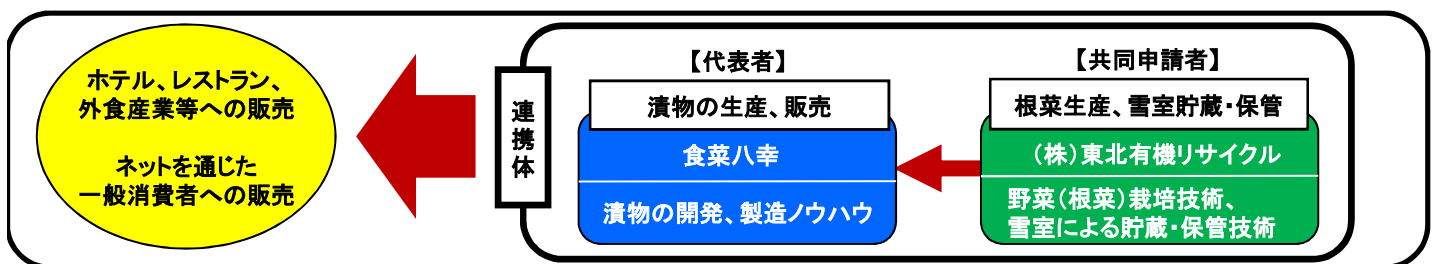 ホテル、レストラン、
外食産業等への販売
ネットを通じた
一般消費者への販売
連携体
【代表者】
漬物の生産、販売
食菜八幸
漬物の開発、製造ノウハウ
【共同申請者】
根菜生産、雪室貯蔵・保管
(株)東北有機リサイクル
野菜(根菜)栽培技術、
雪室による貯蔵・保管技術